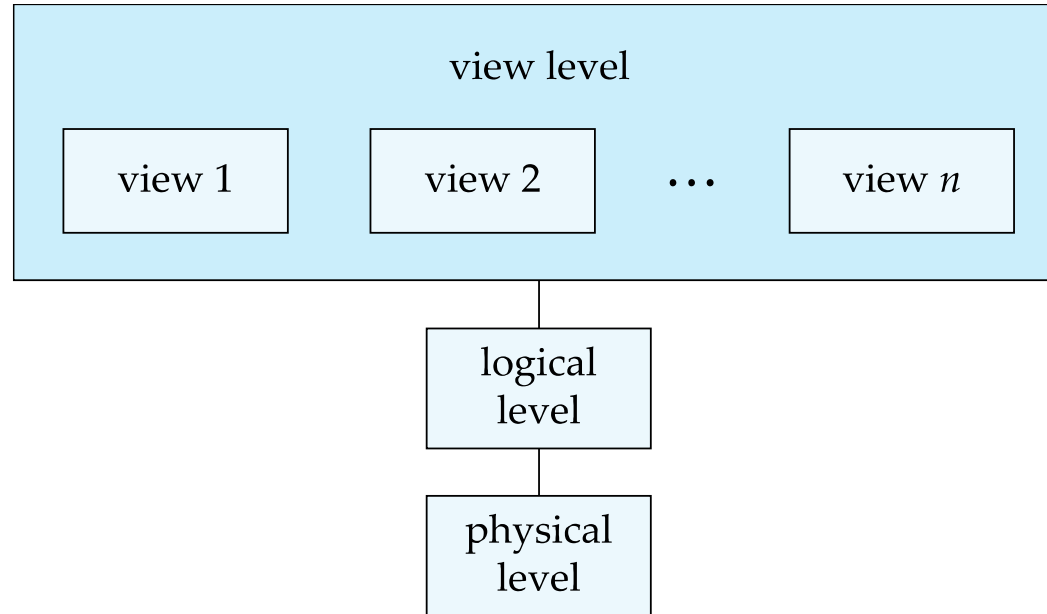 view level
view 1 view 2 ... view n
logical
level
physical
level